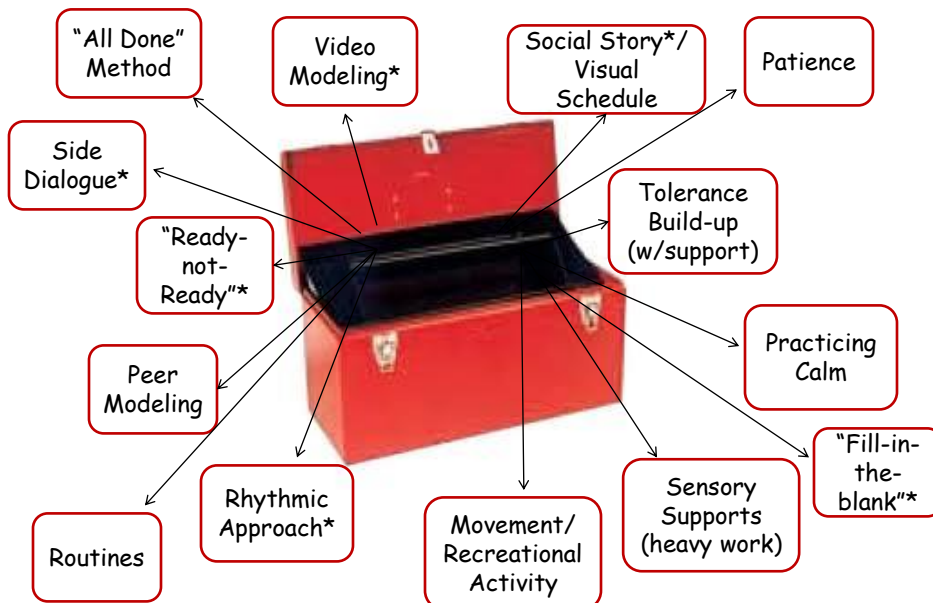 “All Done”
Method
Video
Modeling*
Social Story*/
Visual
Schedule
Patience
Side
Dialogue*
“Ready-
not-
Ready”*
Tolerance
Build-up
(w/support)
Peer
Modeling
Practicing
Calm
Routines
Rhythmic
Approach*
Movement/
Recreational
Activity
Sensory
Supports
(heavy work)
“Fill-in-
the-
blank”*